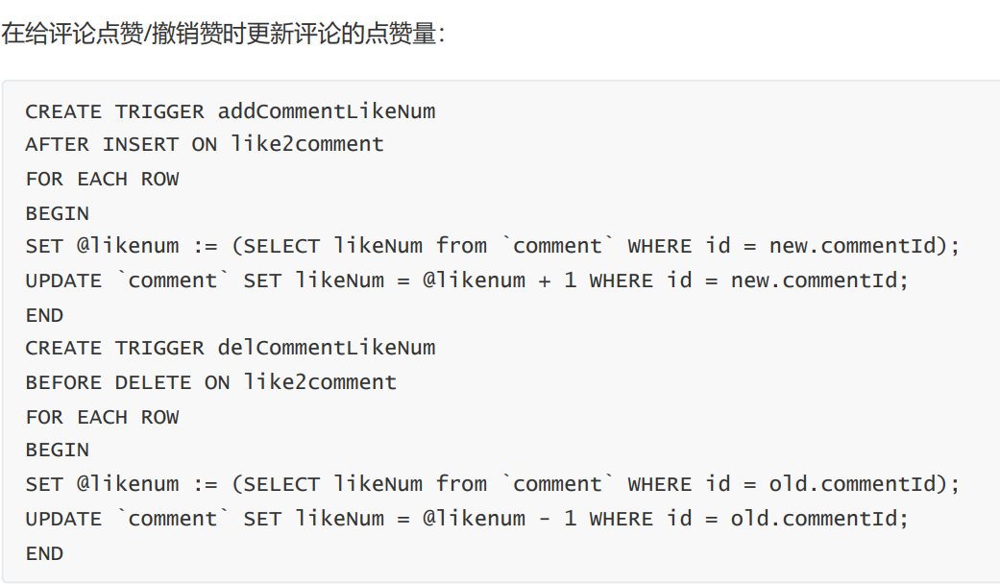 在给评论点赞/撤销赞时更新评论的点赞量：
CREATE TRIGGER addCommentLikeNum
AFTER INSERT ON like2comment
FOR EACH ROW
BEGIN
SET @likenum := (SELECT likeNum from `comment` WHERE id = new.commentId);
UPDATE `comment` SET likeNum = @likenum + 1 WHERE id = new.commentId;
END
CREATE TRIGGER delCommentLikeNum
BEFORE DELETE ON like2comment
FOR EACH ROW
BEGIN
SET @likenum := (SELECT likeNum from `comment` WHERE id = old.commentId);
UPDATE `comment` SET likeNum = @likenum - 1 WHERE id = old.commentId;
END